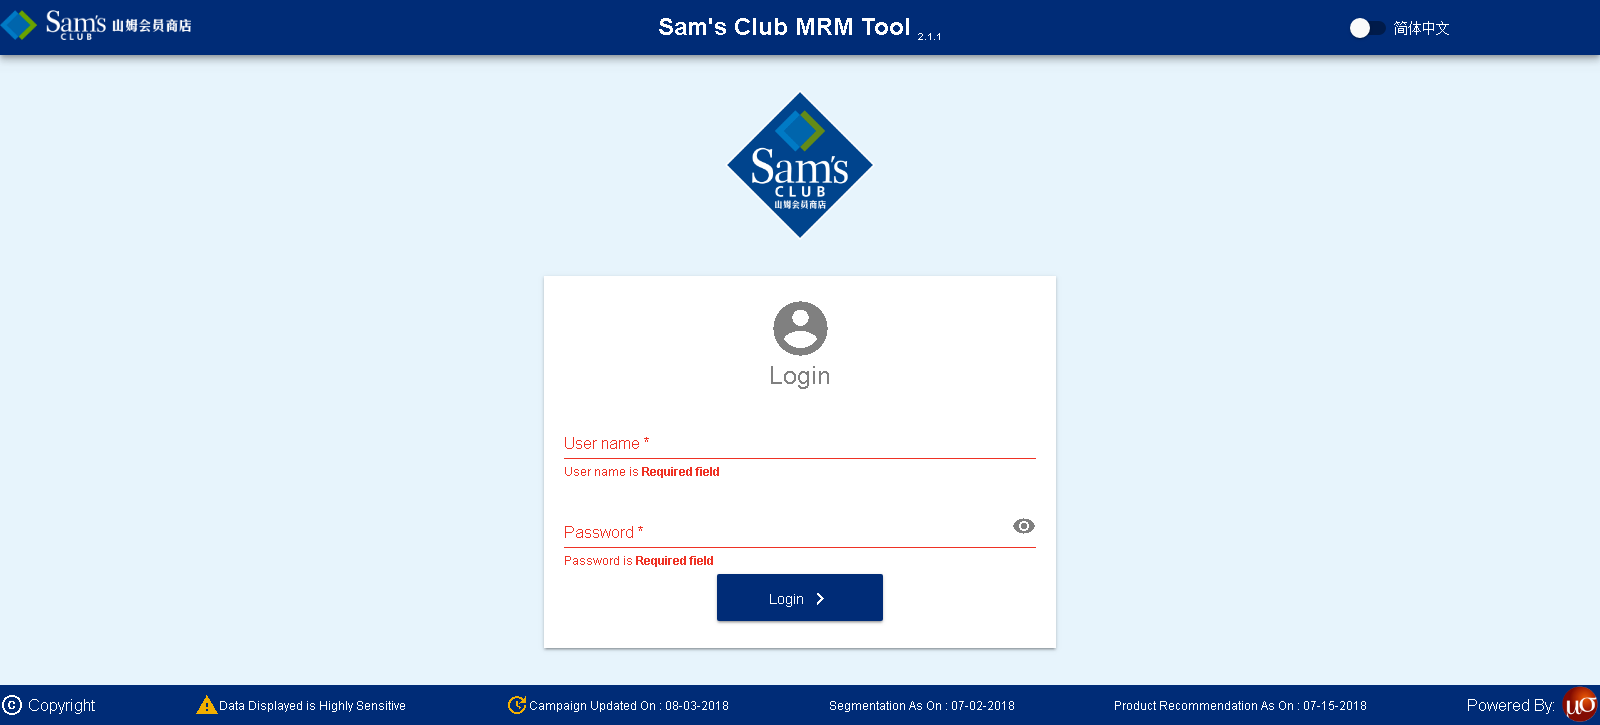 Sam's CLUB 山姆会员商店
Sam's Club MRM Tool 2.1.1
简体中文
Sam's
CLUB
山姆会员商店
Login
User name *
User name is Required field
Password *
Password is Required field
Login
© Copyright
Data Displayed is Highly Sensitive
Campaign Updated On : 08-03-2018
Segmentation As On : 07-02-2018
Product Recommendation As On : 07-15-2018
Powered By: μσ